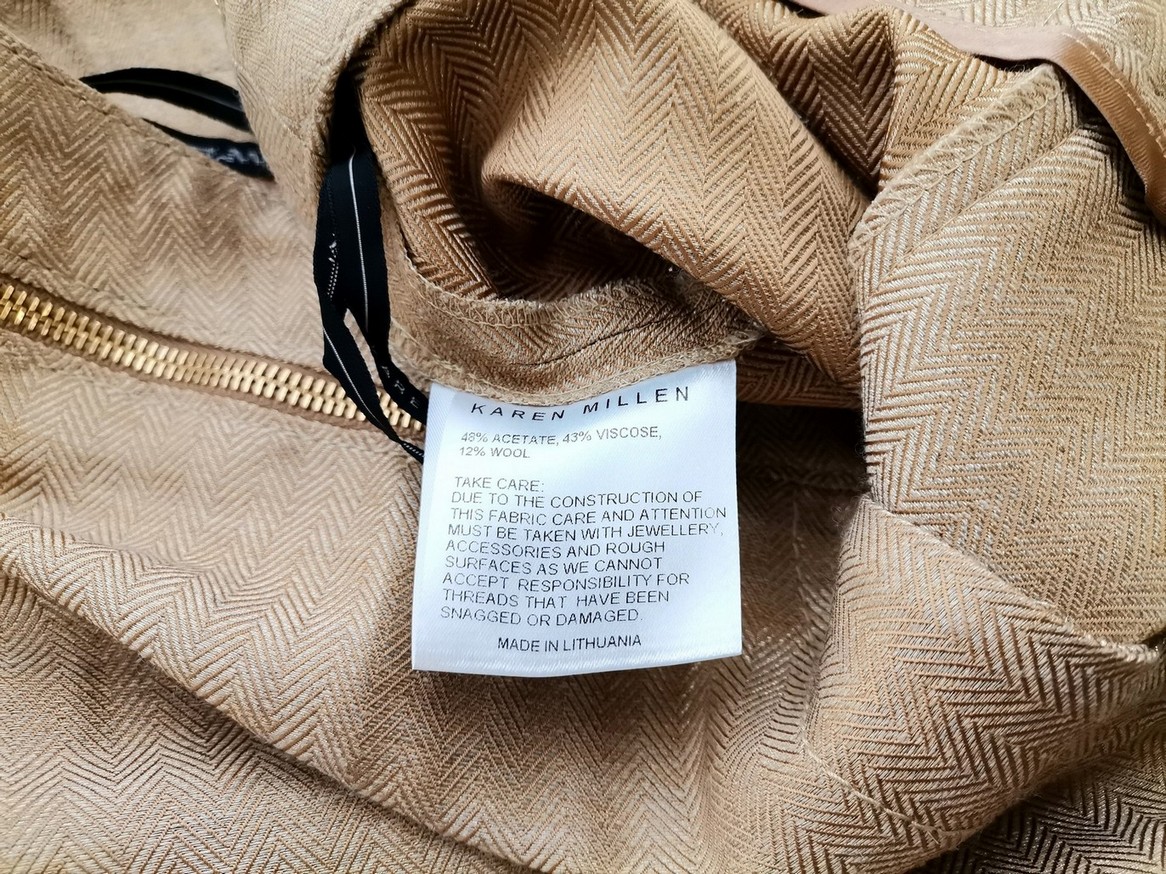 KAREN MILLEN
48% ACETATE, 43% VISCOSE,
12% WOOL
TAKE CARE:
DUE TO THE CONSTRUCTION OF
THIS FABRIC CARE AND ATTENTION
MUST BE TAKEN WITH JEWELLERY,
ACCESSORIES AND ROUGH
SURFACES AS WE CANNOT
ACCEPT RESPONSIBILITY FOR
THREADS THAT HAVE BEEN
SNAGGED OR DAMAGED.
MADE IN LITHUANIA